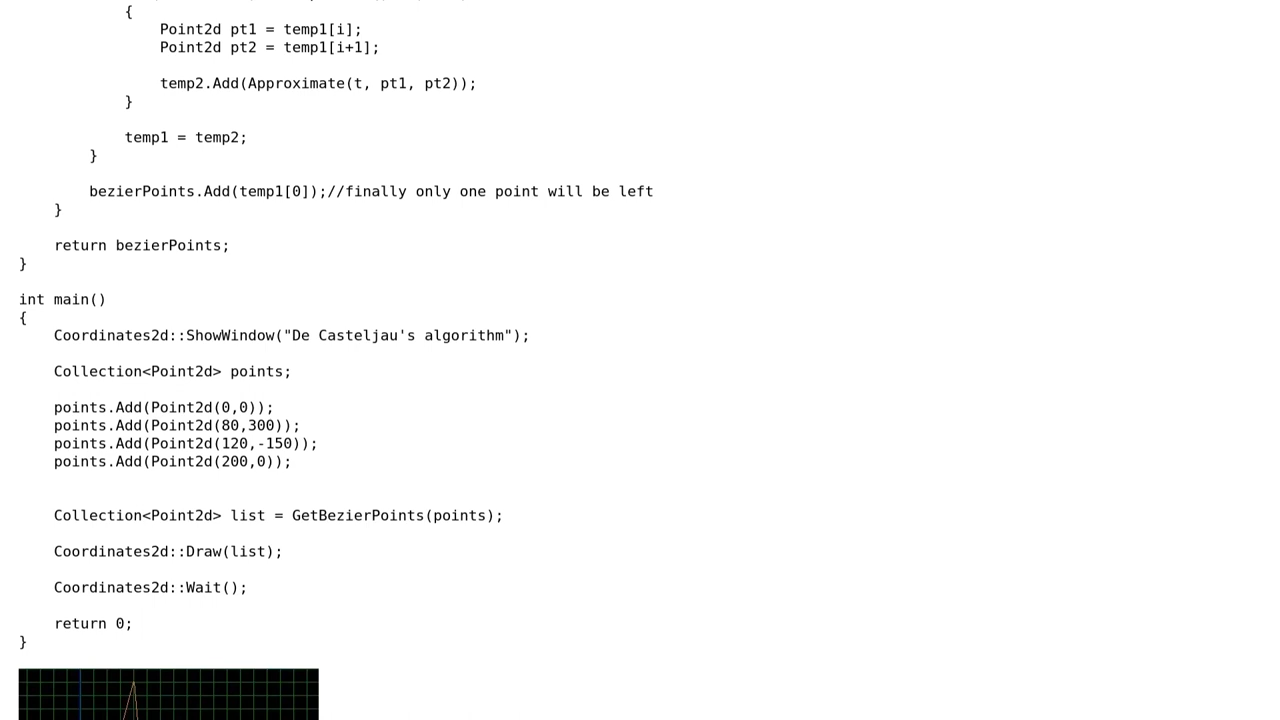 {
Point2d pt1 = temp1[i];
Point2d pt2 = temp1[i+1];
temp2.Add(Approximate(t, pt1, pt2));
}
temp1 = temp2;
}
bezierPoints.Add(temp1[0]);//finally only one point will be left
}
return bezierPoints;
}
int main()
{
Coordinates2d::ShowWindow("De Casteljau's algorithm");
Collection<Point2d> points;
points.Add(Point2d(0,0));
points.Add(Point2d(80,300));
points.Add(Point2d(120,-150));
points.Add(Point2d(200,0));
Collection<Point2d> list = GetBezierPoints(points);
Coordinates2d::Draw(list);
Coordinates2d::Wait();
return 0;
}